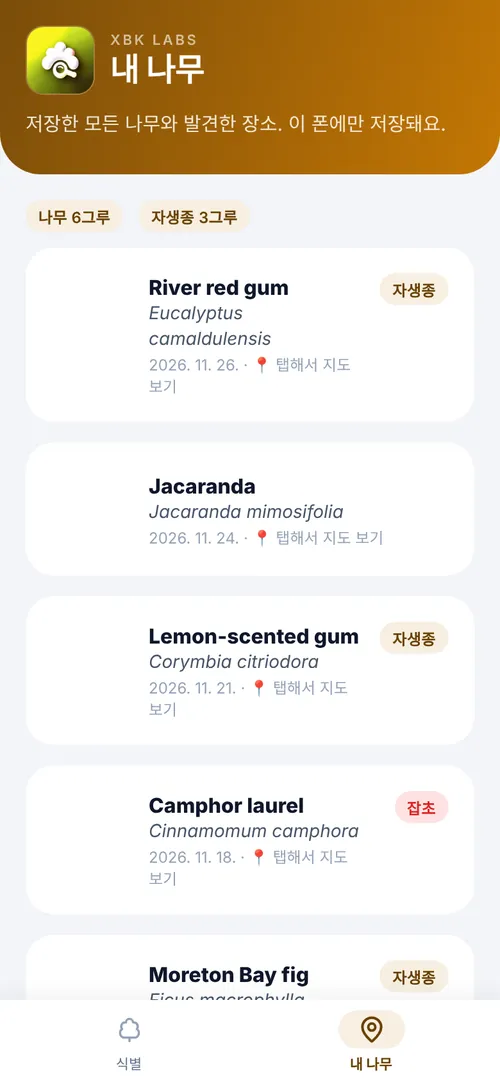 XBK LABS
내 나무
저장한 모든 나무와 발견한 장소. 이 폰에만 저장돼요.
나무 6그루
자생종 3그루
River red gum
자생종
Eucalyptus
camaldulensis
2026. 11. 26. · 📍 탭해서 지도
보기
Jacaranda
Jacaranda mimosifolia
2026. 11. 24. · 📍 탭해서 지도 보기
Lemon-scented gum
자생종
Corymbia citriodora
2026. 11. 21. · 📍 탭해서 지도
보기
Camphor laurel
잡초
Cinnamomum camphora
2026. 11. 18. · 📍 탭해서 지도
보기
Moreton Bay fig
자생종
Ficus macrophylla
식별
내 나무